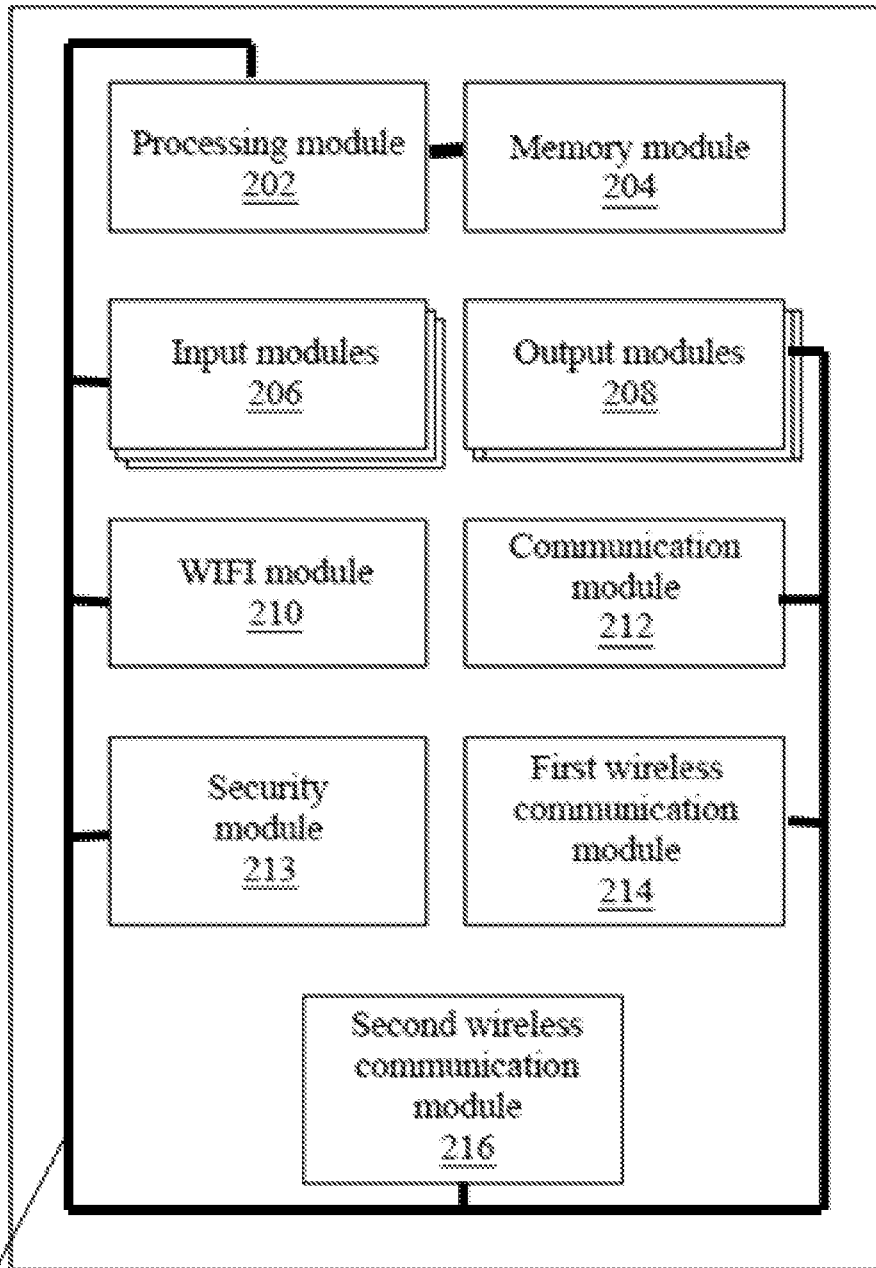 Processing module
202
Memory module
204
Input modules
206
Output modules
208
WIFI module
210
Communication
module
212
Security
module
213
First wireless
communication
module
214
Second wireless
communication
module
216